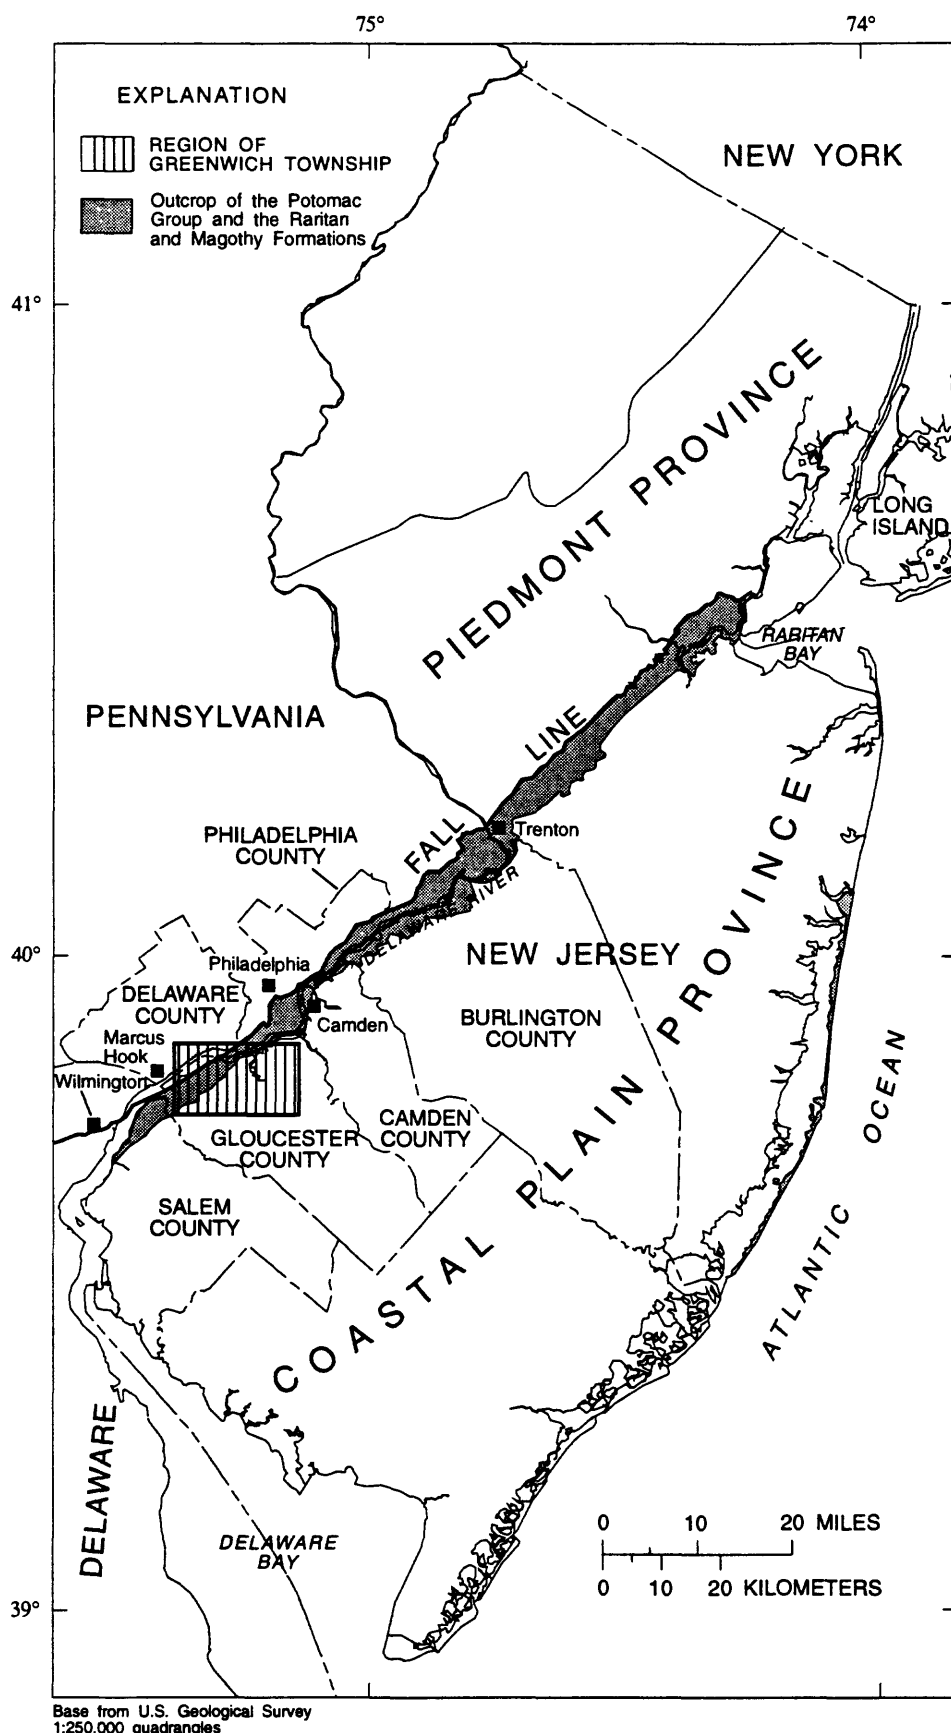 75°
74°
EXPLANATION
REGION OF
GREENWICH TOWNSHIP
Outcrop of the Potomac
Group and the Raritan
and Magothy Formations
NEW YORK
41°
PIEDMONT PROVINCE
LONG
ISLAND
RARITAN
BAY
PENNSYLVANIA
FALL LINE
Trenton
PHILADELPHIA
COUNTY
DELAWARE RIVER
40°
NEW JERSEY
Philadelphia
DELAWARE
COUNTY
BURLINGTON
COUNTY
Camden
Marcus
Hook
Wilmington
CAMDEN
COUNTY
GLOUCESTER
COUNTY
SALEM
COUNTY
COASTAL PLAIN PROVINCE
ATLANTIC OCEAN
DELAWARE
DELAWARE
BAY
0 10 20 MILES
0 10 20 KILOMETERS
39°
Base from U.S. Geological Survey
1:250,000 quadrangles